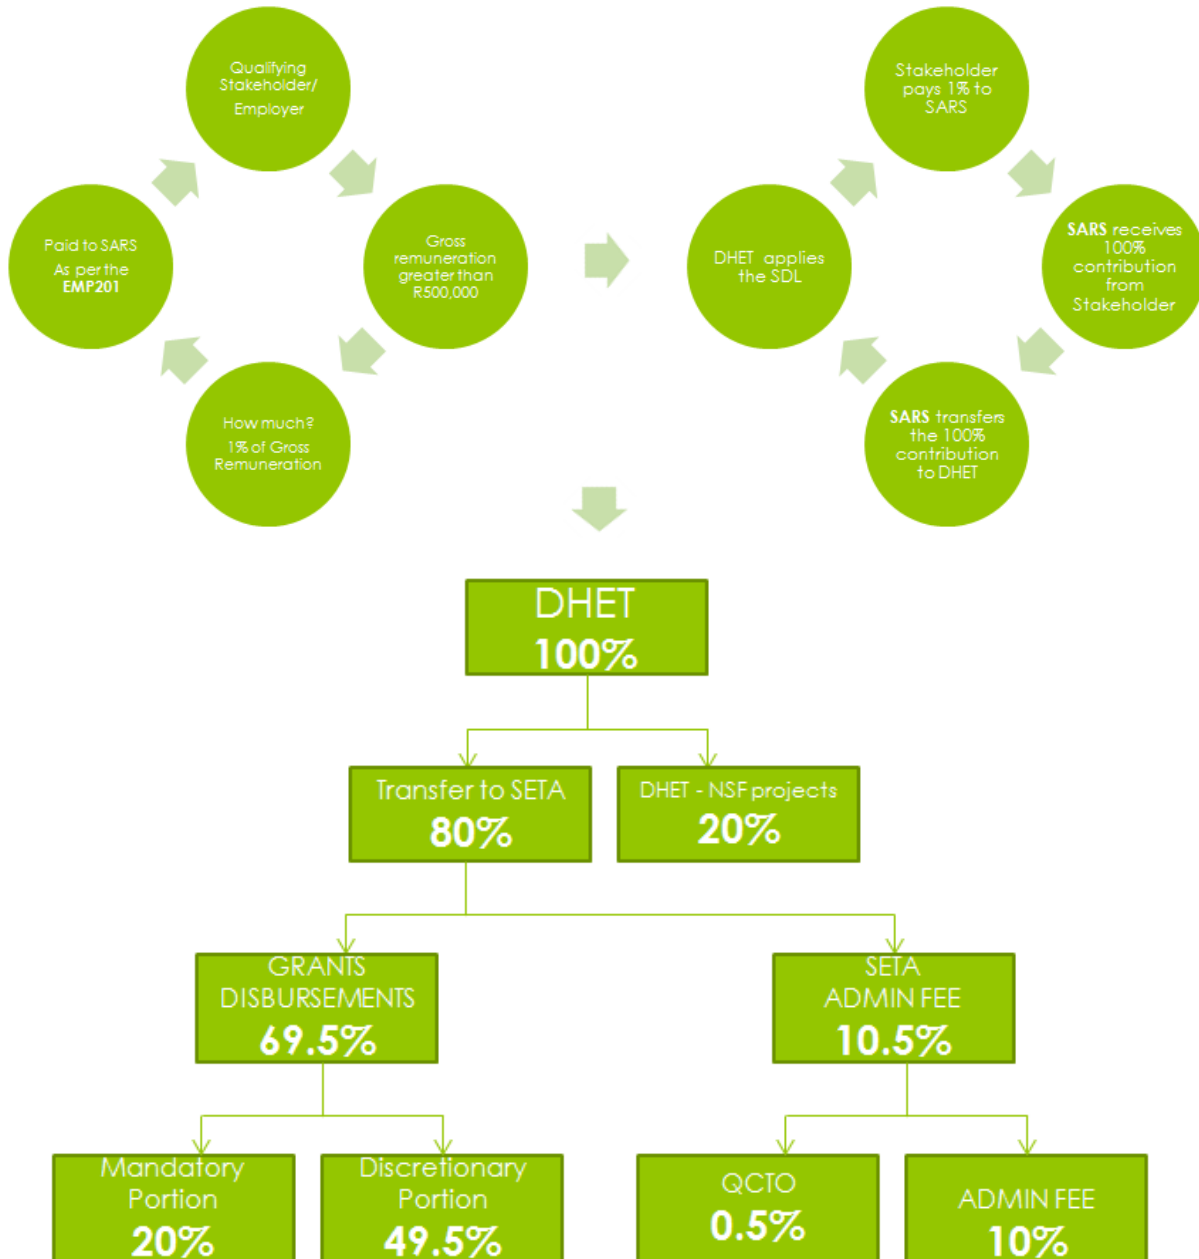 Qualifying
Stakeholder/
Employer
Gross
remuneration
greater than
R500,000
How much?
1% of Gross
Remuneration
Paid to SARS
As per the
EMP201
Stakeholder
pays 1% to
SARS
SARS receives
100%
contribution
from
Stakeholder
SARS transfers
the 100%
contribution
to DHET
DHET applies
the SDL
DHET
100%
Transfer to SETA
80%
DHET - NSF projects
20%
GRANTS
DISBURSEMENTS
69.5%
SETA
ADMIN FEE
10.5%
Mandatory
Portion
20%
Discretionary
Portion
49.5%
QCTO
0.5%
ADMIN FEE
10%